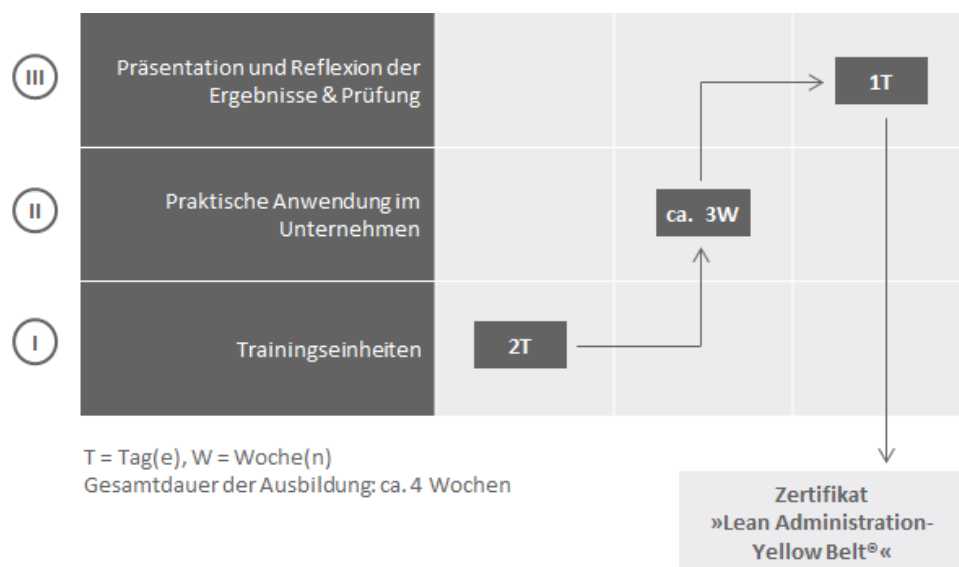 III
Präsentation und Reflexion der
Ergebnisse & Prüfung
1T
II
Praktische Anwendung im
Unternehmen
ca. 3W
I
Trainingseinheiten
2T
T = Tag(e), W = Woche(n)
Gesamtdauer der Ausbildung: ca. 4 Wochen
Zertifikat
»Lean Administration-
Yellow Belt®«